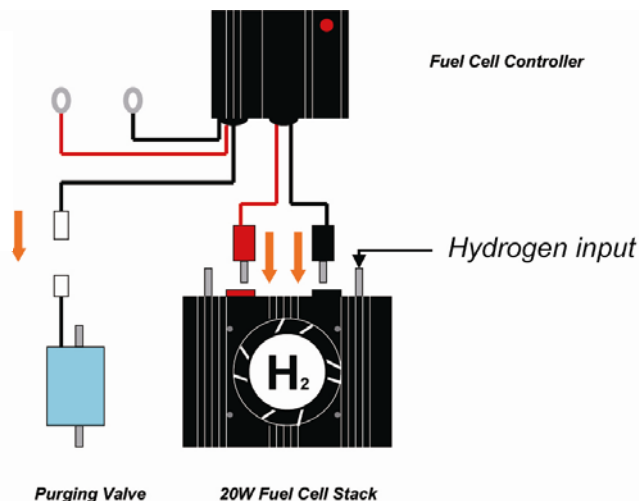 Fuel Cell Controller
Hydrogen input
H2
Purging Valve
20W Fuel Cell Stack